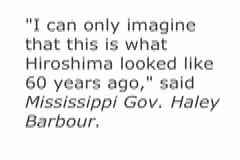 "I can only imagine
that this is what
Hiroshima looked like
60 years ago," said
Mississippi Gov. Haley
Barbour.